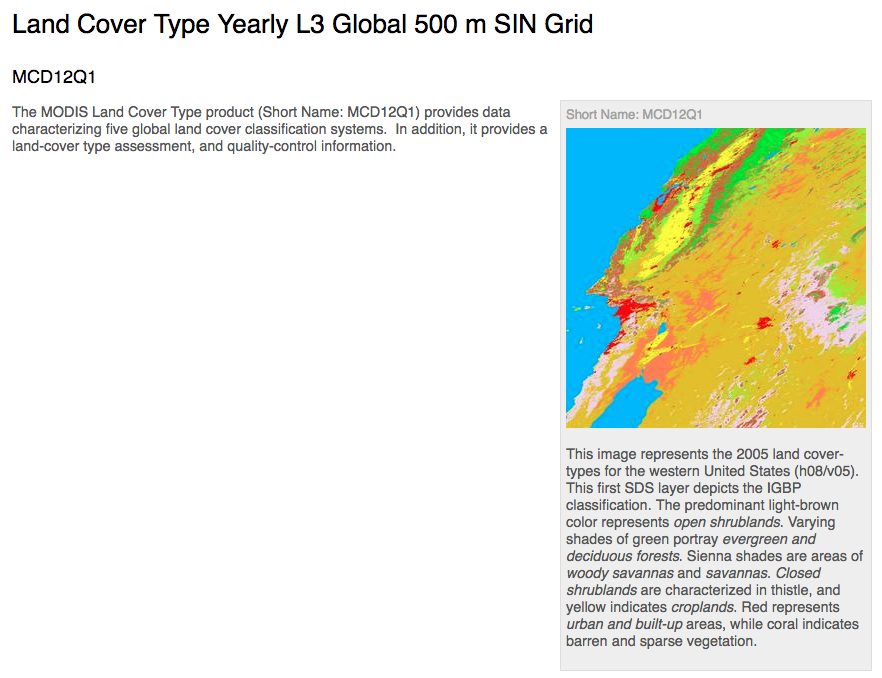 Land Cover Type Yearly L3 Global 500 m SIN Grid
MCD12Q1
The MODIS Land Cover Type product (Short Name: MCD12Q1) provides data
characterizing five global land cover classification systems.  In addition, it provides a
land-cover type assessment, and quality-control information.
Short Name: MCD12Q1
This image represents the 2005 land cover-
types for the western United States (h08/v05).
This first SDS layer depicts the IGBP
classification. The predominant light-brown
color represents open shrublands. Varying
shades of green portray evergreen and
deciduous forests. Sienna shades are areas of
woody savannas and savannas. Closed
shrublands are characterized in thistle, and
yellow indicates croplands. Red represents
urban and built-up areas, while coral indicates
barren and sparse vegetation.